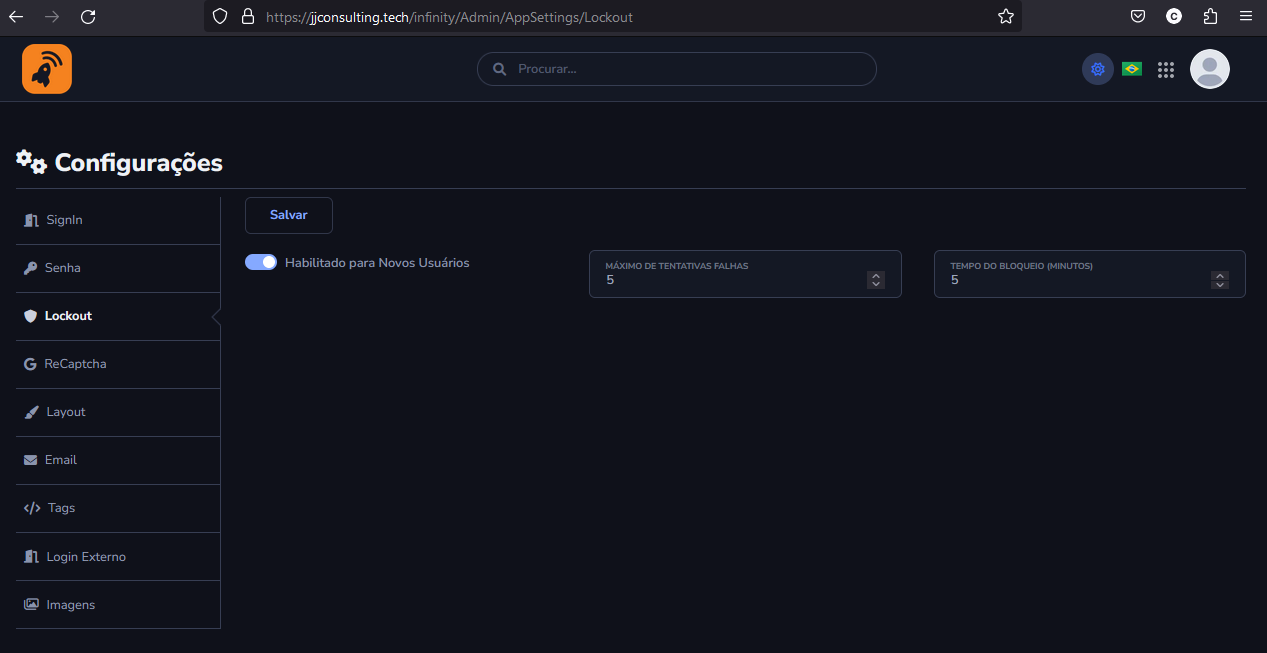 https://jjconsulting.tech/infinity/Admin/AppSettings/Lockout
C
Procurar...
Configurações
SignIn
Senha
Lockout
ReCaptcha
Layout
Email
Tags
Login Externo
Imagens
Salvar
Habilitado para Novos Usuários
MÁXIMO DE TENTATIVAS FALHAS
5
TEMPO DO BLOQUEIO (MINUTOS)
5